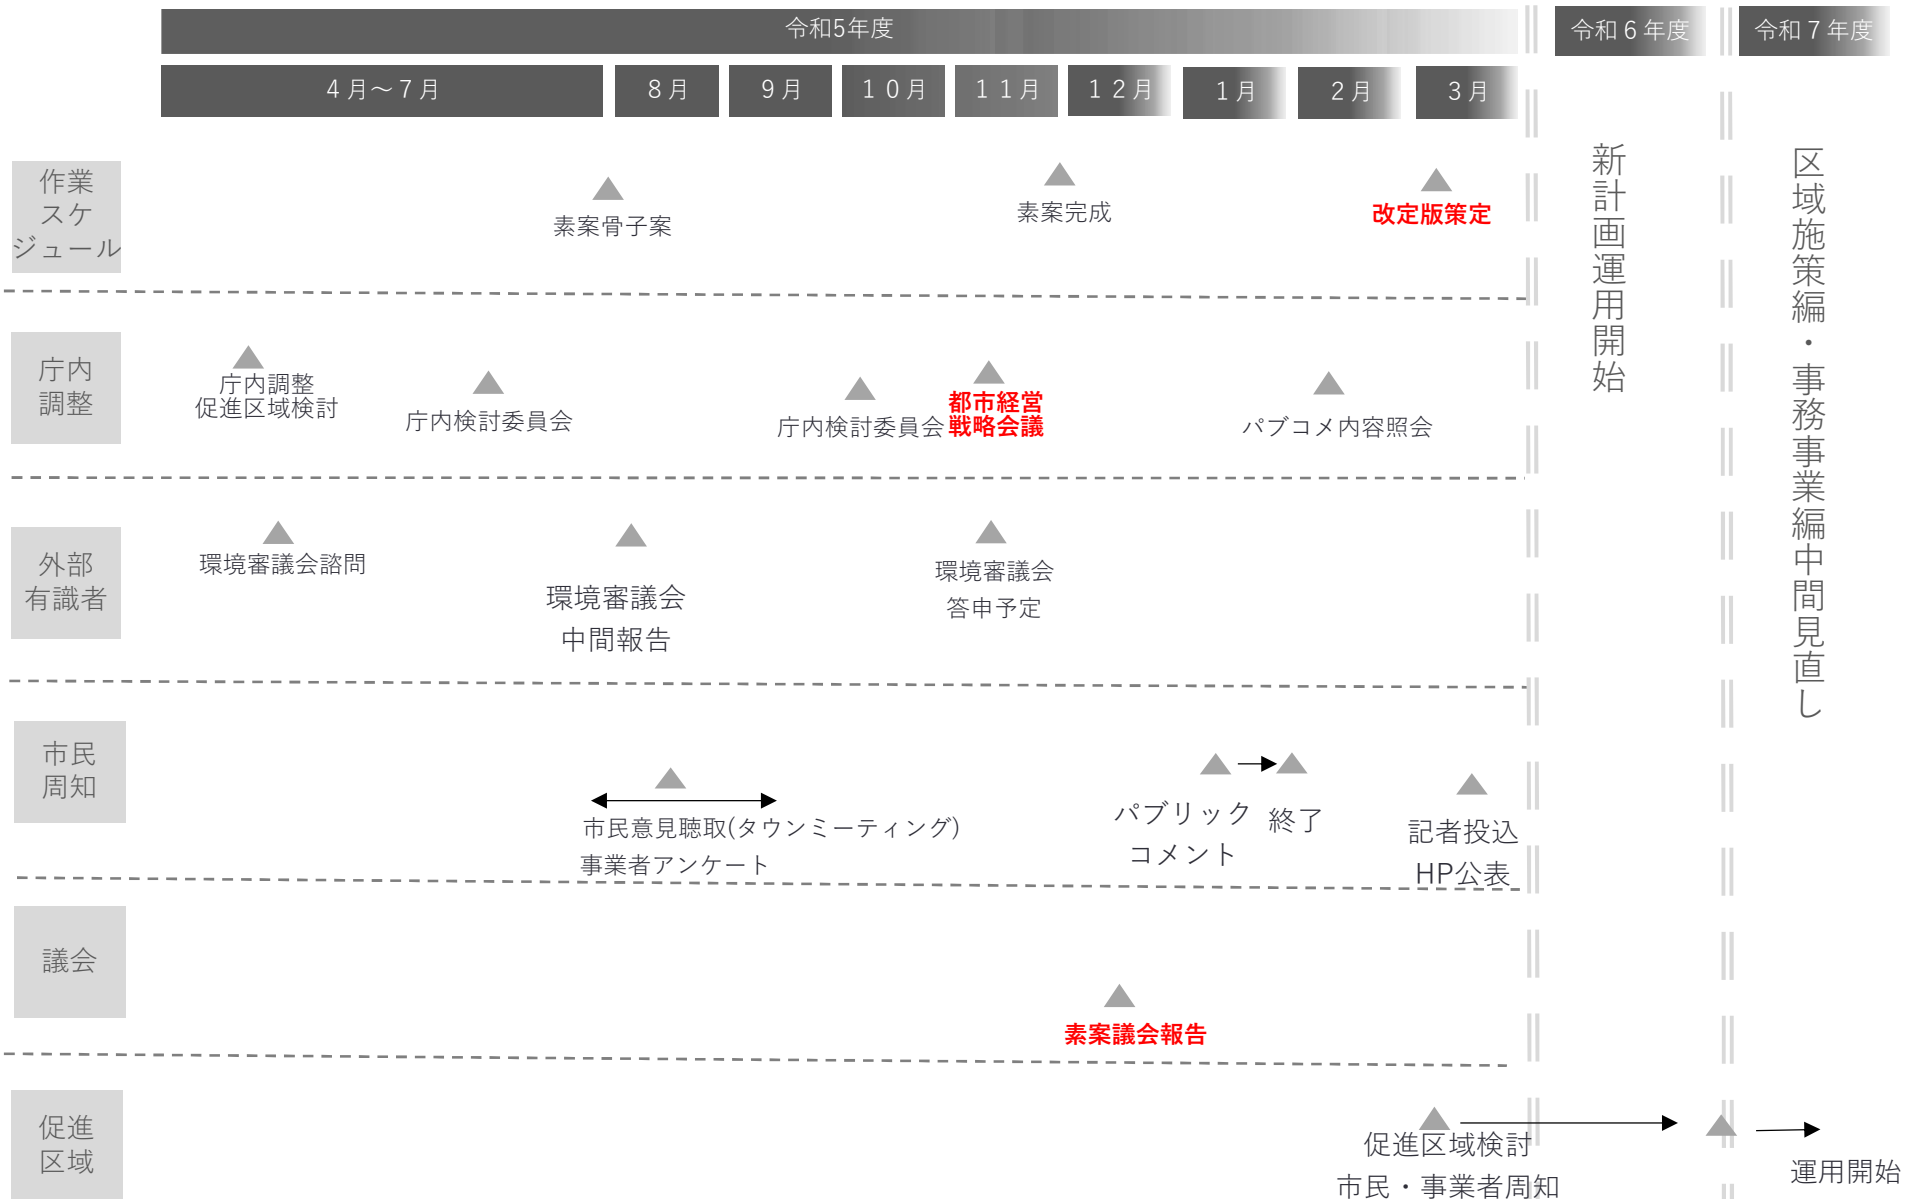 令和5年度
令和６年度
令和７年度
４月～７月
８月
９月
１０月
１１月
１２月
１月
２月
３月
作業
スケ
ジュール
素案骨子案
素案完成
改定版策定
新計画運用開始
区域施策編・事務事業編中間見直し
庁内
調整
庁内調整
促進区域検討
庁内検討委員会
庁内検討委員会
都市経営
戦略会議
パブコメ内容照会
外部
有識者
環境審議会諮問
環境審議会
中間報告
環境審議会
答申予定
市民
周知
市民意見聴取(タウンミーティング)
事業者アンケート
パブリック
コメント
終了
記者投込
HP公表
議会
素案議会報告
促進
区域
促進区域検討
市民・事業者周知
運用開始